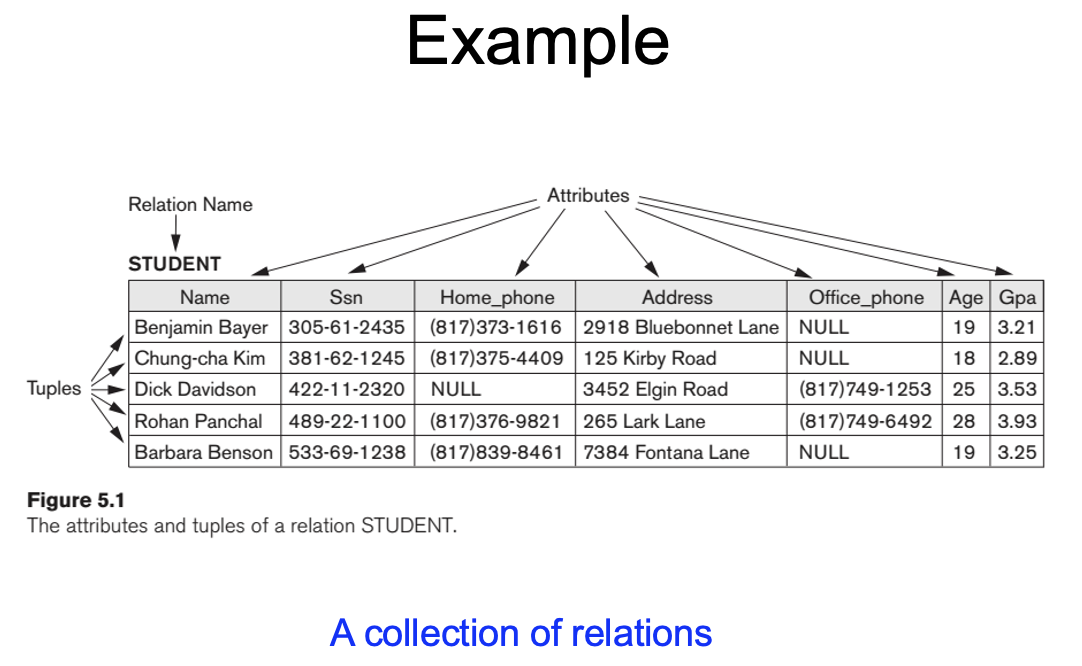 Example
Relation Name
Attributes
STUDENT
Name Ssn Home_phone Address Office_phone Age Gpa
Benjamin Bayer 305-61-2435 (817)373-1616 2918 Bluebonnet Lane NULL 19 3.21
Chung-cha Kim 381-62-1245 (817)375-4409 125 Kirby Road NULL 18 2.89
Tuples
Dick Davidson 422-11-2320 NULL 3452 Elgin Road (817)749-1253 25 3.53
Rohan Panchal 489-22-1100 (817)376-9821 265 Lark Lane (817)749-6492 28 3.93
Barbara Benson 533-69-1238 (817)839-8461 7384 Fontana Lane NULL 19 3.25
Figure 5.1
The attributes and tuples of a relation STUDENT.
A collection of relations